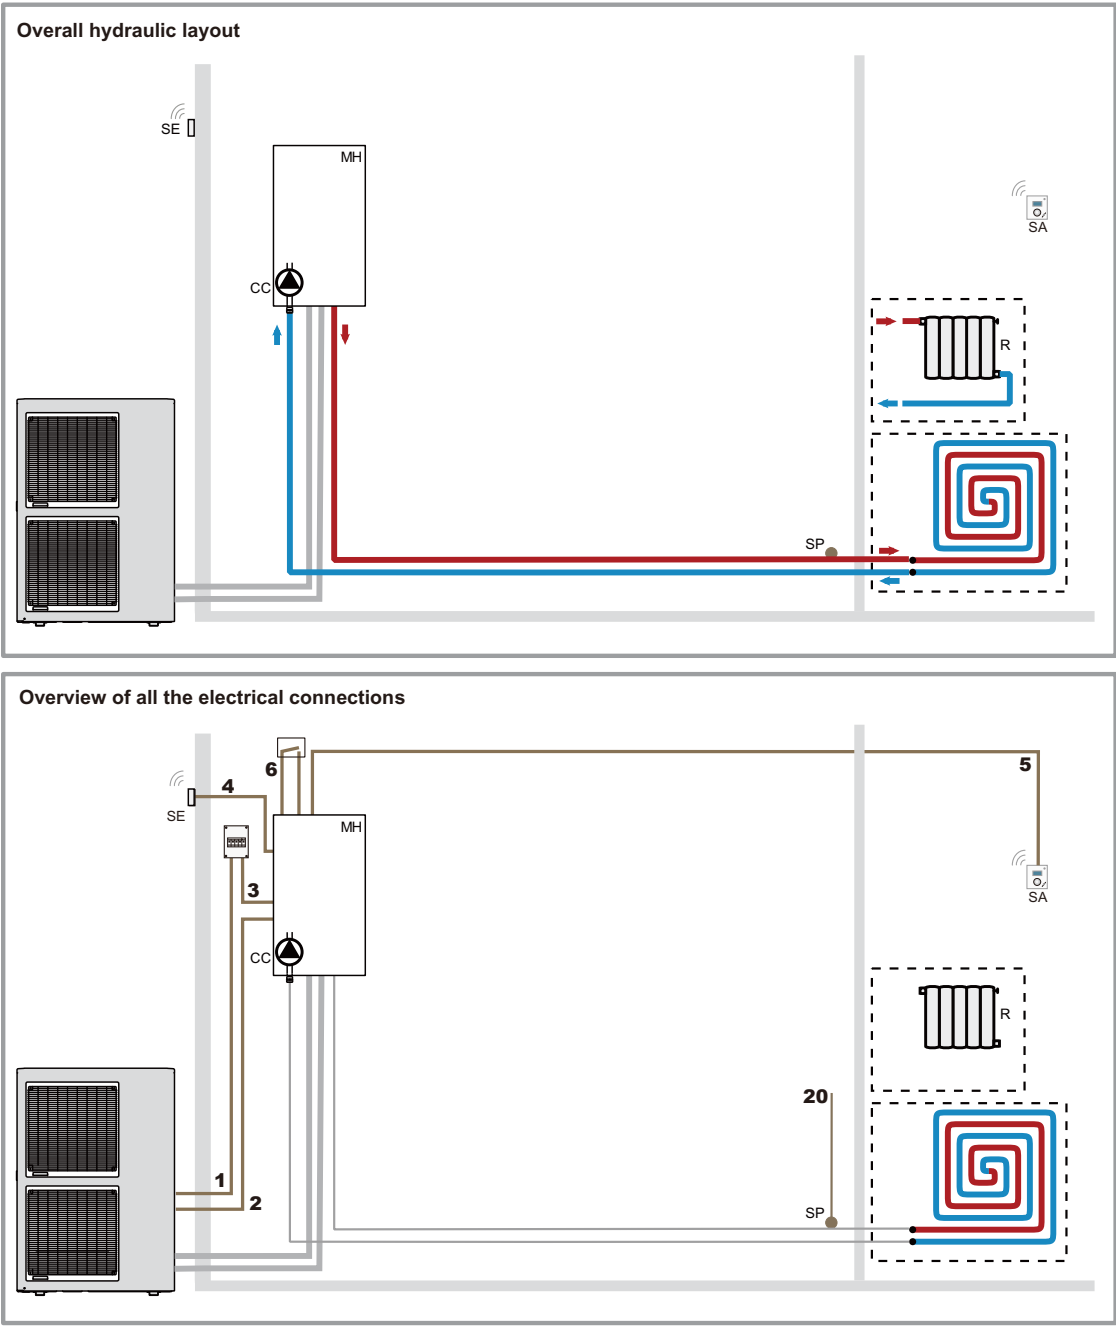 Overall hydraulic layout
SE
MH
SA
CC
R
SP
Overview of all the electrical connections
6
5
4
SE
MH
3
SA
CC
R
20
1
2
SP